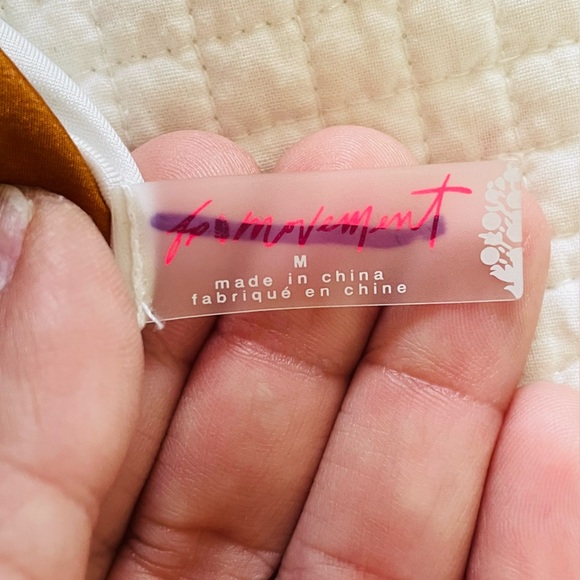 fp movement
M
made in china
fabriqué en chine